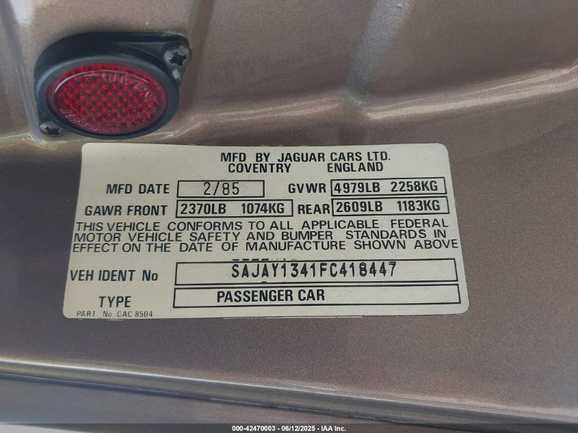 MFD BY JAGUAR CARS LTD.
COVENTRY ENGLAND
MFD DATE 2/85 GVWR 4979LB 2258KG
GAWR FRONT 2370LB 1074KG REAR 2609LB 1183KG
THIS VEHICLE CONFORMS TO ALL APPLICABLE FEDERAL
MOTOR VEHICLE SAFETY AND BUMPER STANDARDS IN
EFFECT ON THE DATE OF MANUFACTURE SHOWN ABOVE
VEH IDENT No SAJAY1341FC418447
TYPE PASSENGER CAR
PART No CAC 8504
000-42470003 - 06/12/2025 - IAA Inc.